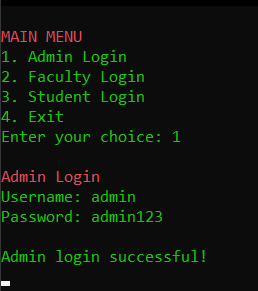 MAIN MENU
1. Admin Login
2. Faculty Login
3. Student Login
4. Exit
Enter your choice: 1
Admin Login
Username: admin
Password: admin123
Admin login successful!